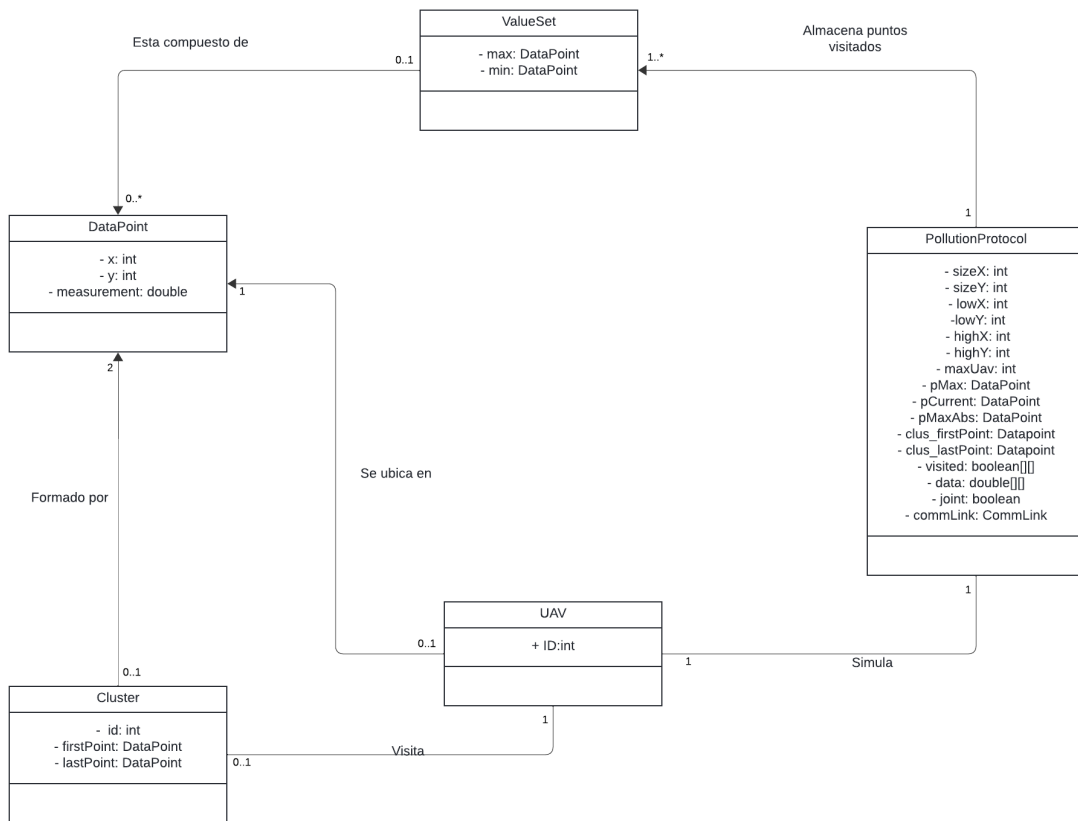 ValueSet
- max: DataPoint
- min: DataPoint
Esta compuesto de
0..1
1..*
Almacena puntos
visitados
0..*
DataPoint
- x: int
- y: int
- measurement: double
1
1
PollutionProtocol
- sizeX: int
- sizeY: int
- lowX: int
-lowY: int
- highX: int
- highY: int
- maxUav: int
- pMax: DataPoint
- pCurrent: DataPoint
- pMaxAbs: DataPoint
- clus_firstPoint: Datapoint
- clus_lastPoint: Datapoint
- visited: boolean[][]
- data: double[][]
- joint: boolean
- commLink: CommLink
2
Se ubica en
Formado por
1
UAV
+ ID:int
0..1
1
Simula
0..1
Cluster
- id: int
- firstPoint: DataPoint
- lastPoint: DataPoint
1
Visita
0..1